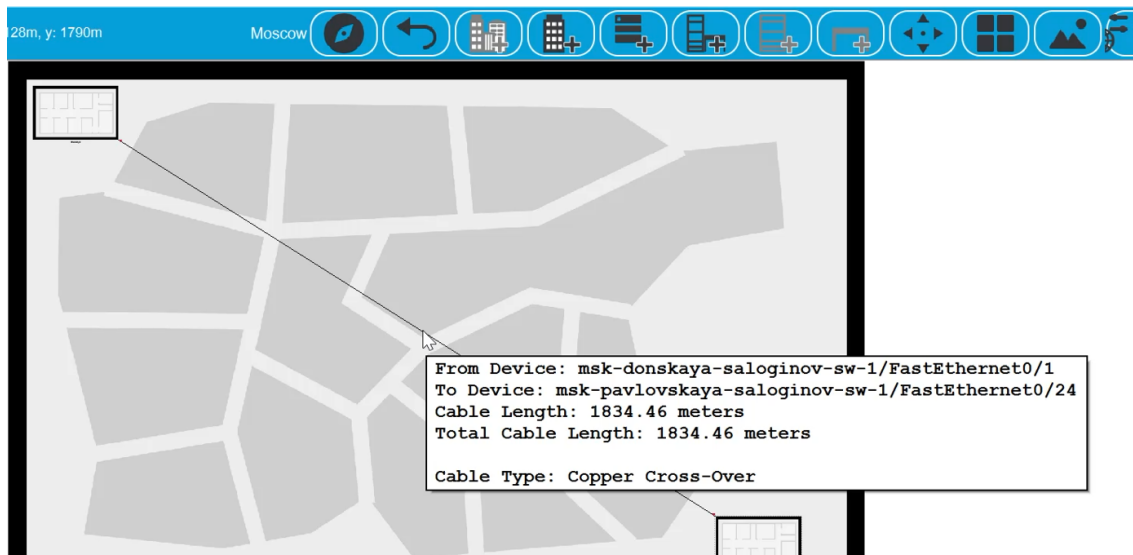 128m, y: 1790m
Moscow
From Device: msk-donskaya-saloginov-sw-1/FastEthernet0/1
To Device: msk-pavlovskaya-saloginov-sw-1/FastEthernet0/24
Cable Length: 1834.46 meters
Total Cable Length: 1834.46 meters
Cable Type: Copper Cross-Over